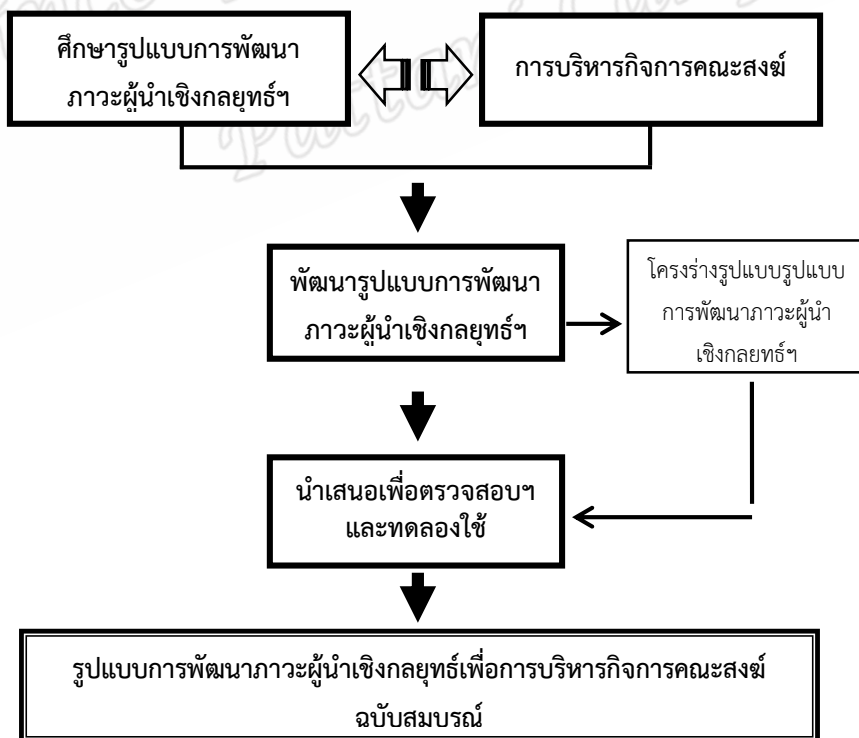 ศึกษารูปแบบการพัฒนา
ภาวะผู้นำเชิงกลยุทธ์ฯ
การบริหารกิจการคณะสงฆ์
พัฒนารูปแบบการพัฒนา
ภาวะผู้นำเชิงกลยุทธ์ฯ
โครงร่างรูปแบบรูปแบบ
การพัฒนาภาวะผู้นำ
เชิงกลยทธ์ฯ
นำเสนอเพื่อตรวจสอบฯ
และทดลองใช้
รูปแบบการพัฒนาภาวะผู้นำเชิงกลยุทธ์เพื่อการบริหารกิจการคณะสงฆ์
ฉบับสมบรณ์